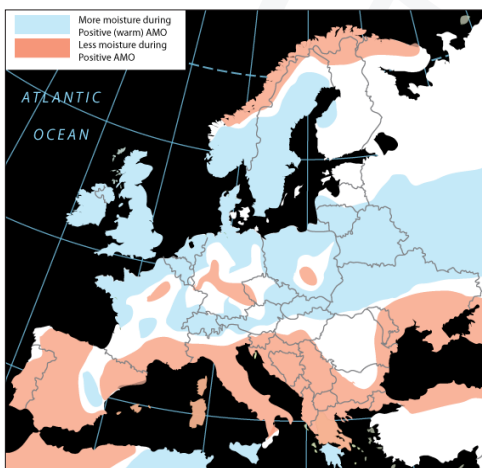 More moisture during
Positive (warm) AMO
Less moisture during
Positive AMO
ATLANTIC
OCEAN